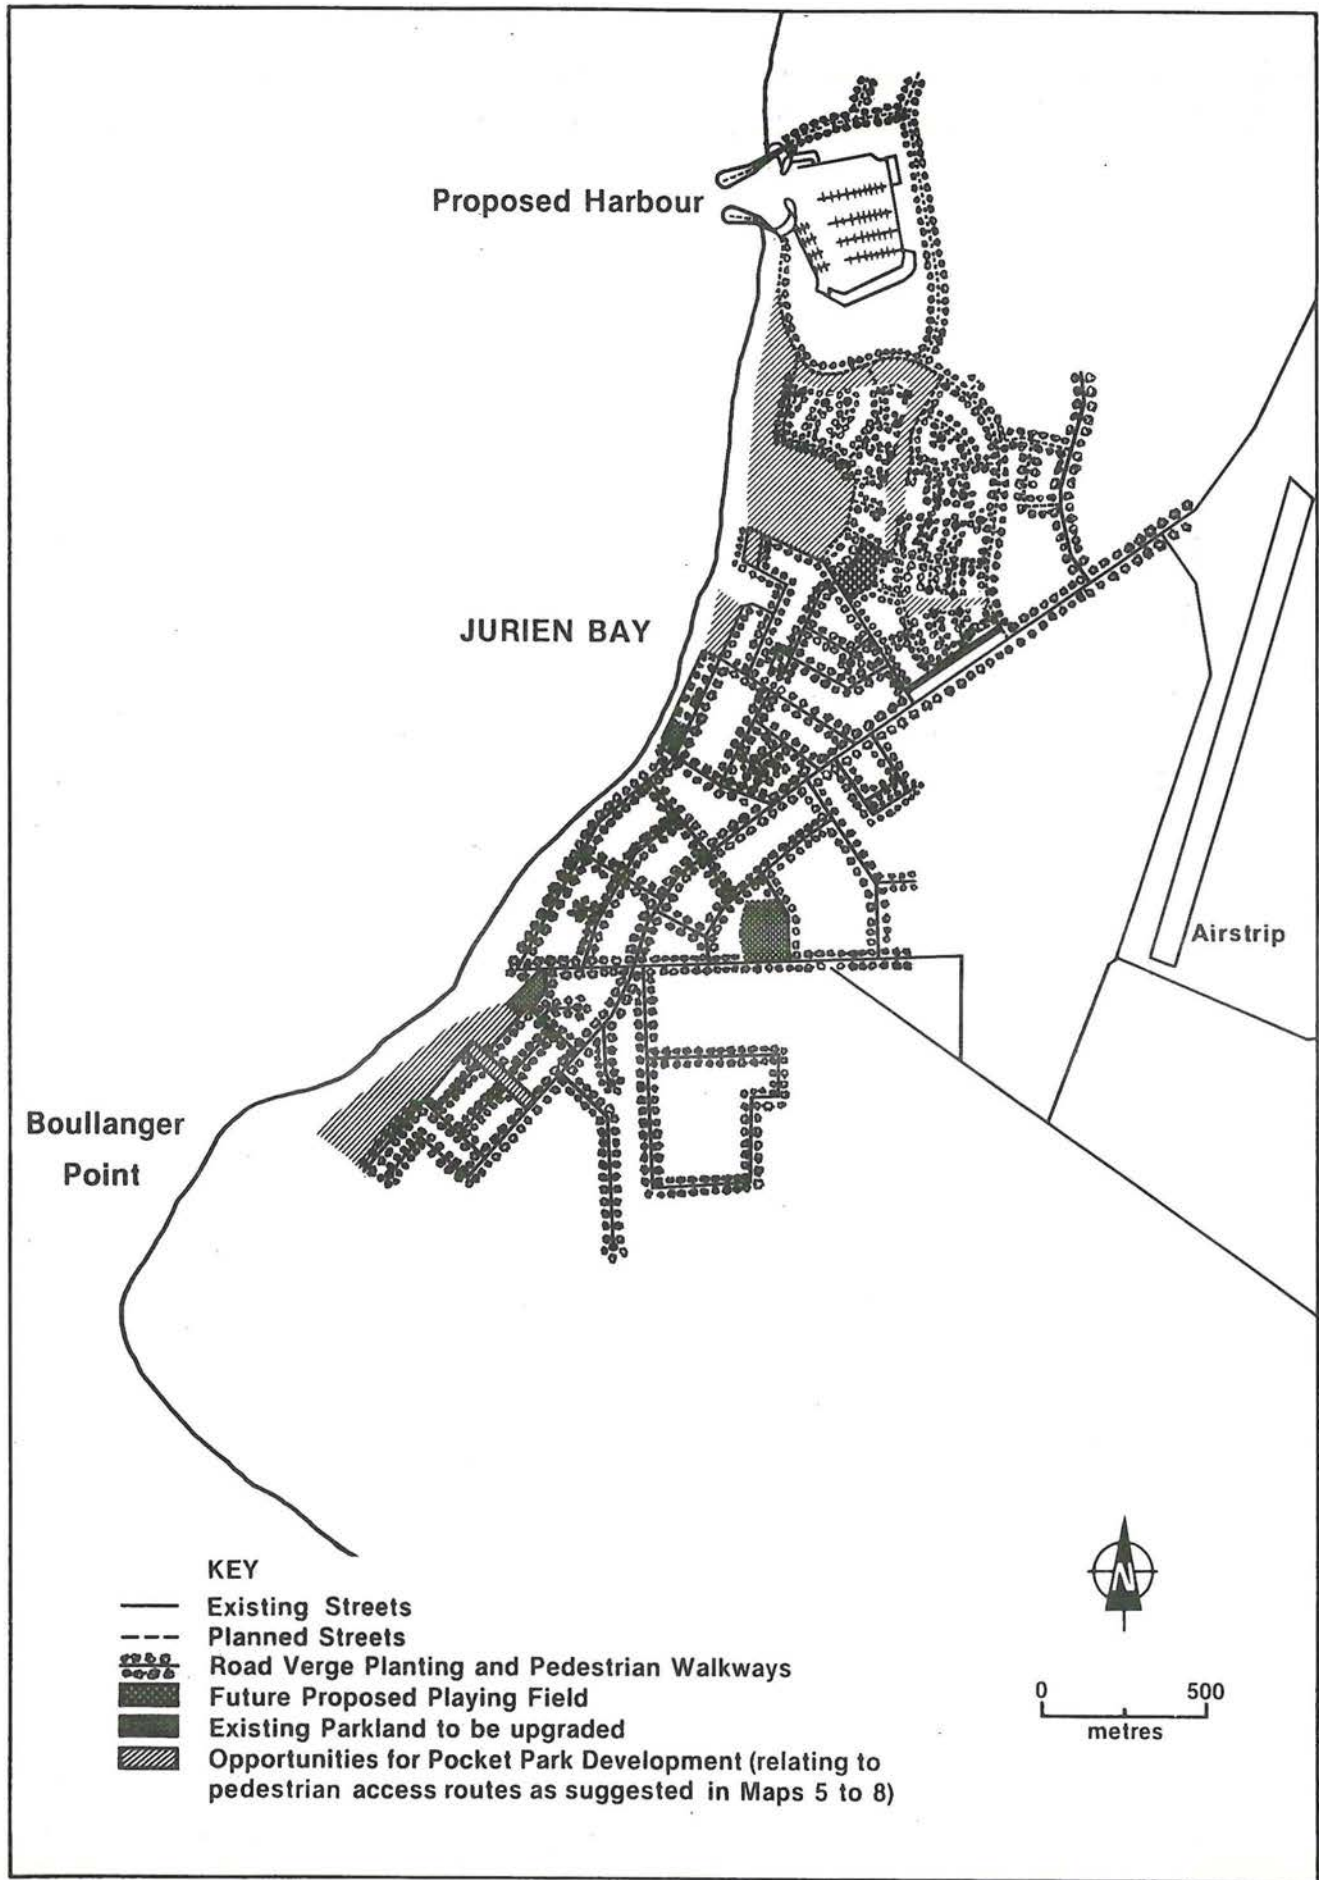 Proposed Harbour
JURIEN BAY
Airstrip
Boullanger
Point
KEY
Existing Streets
Planned Streets
Road Verge Planting and Pedestrian Walkways
Future Proposed Playing Field
Existing Parkland to be upgraded
Opportunities for Pocket Park Development (relating to
pedestrian access routes as suggested in Maps 5 to 8)
N
0 500
metres